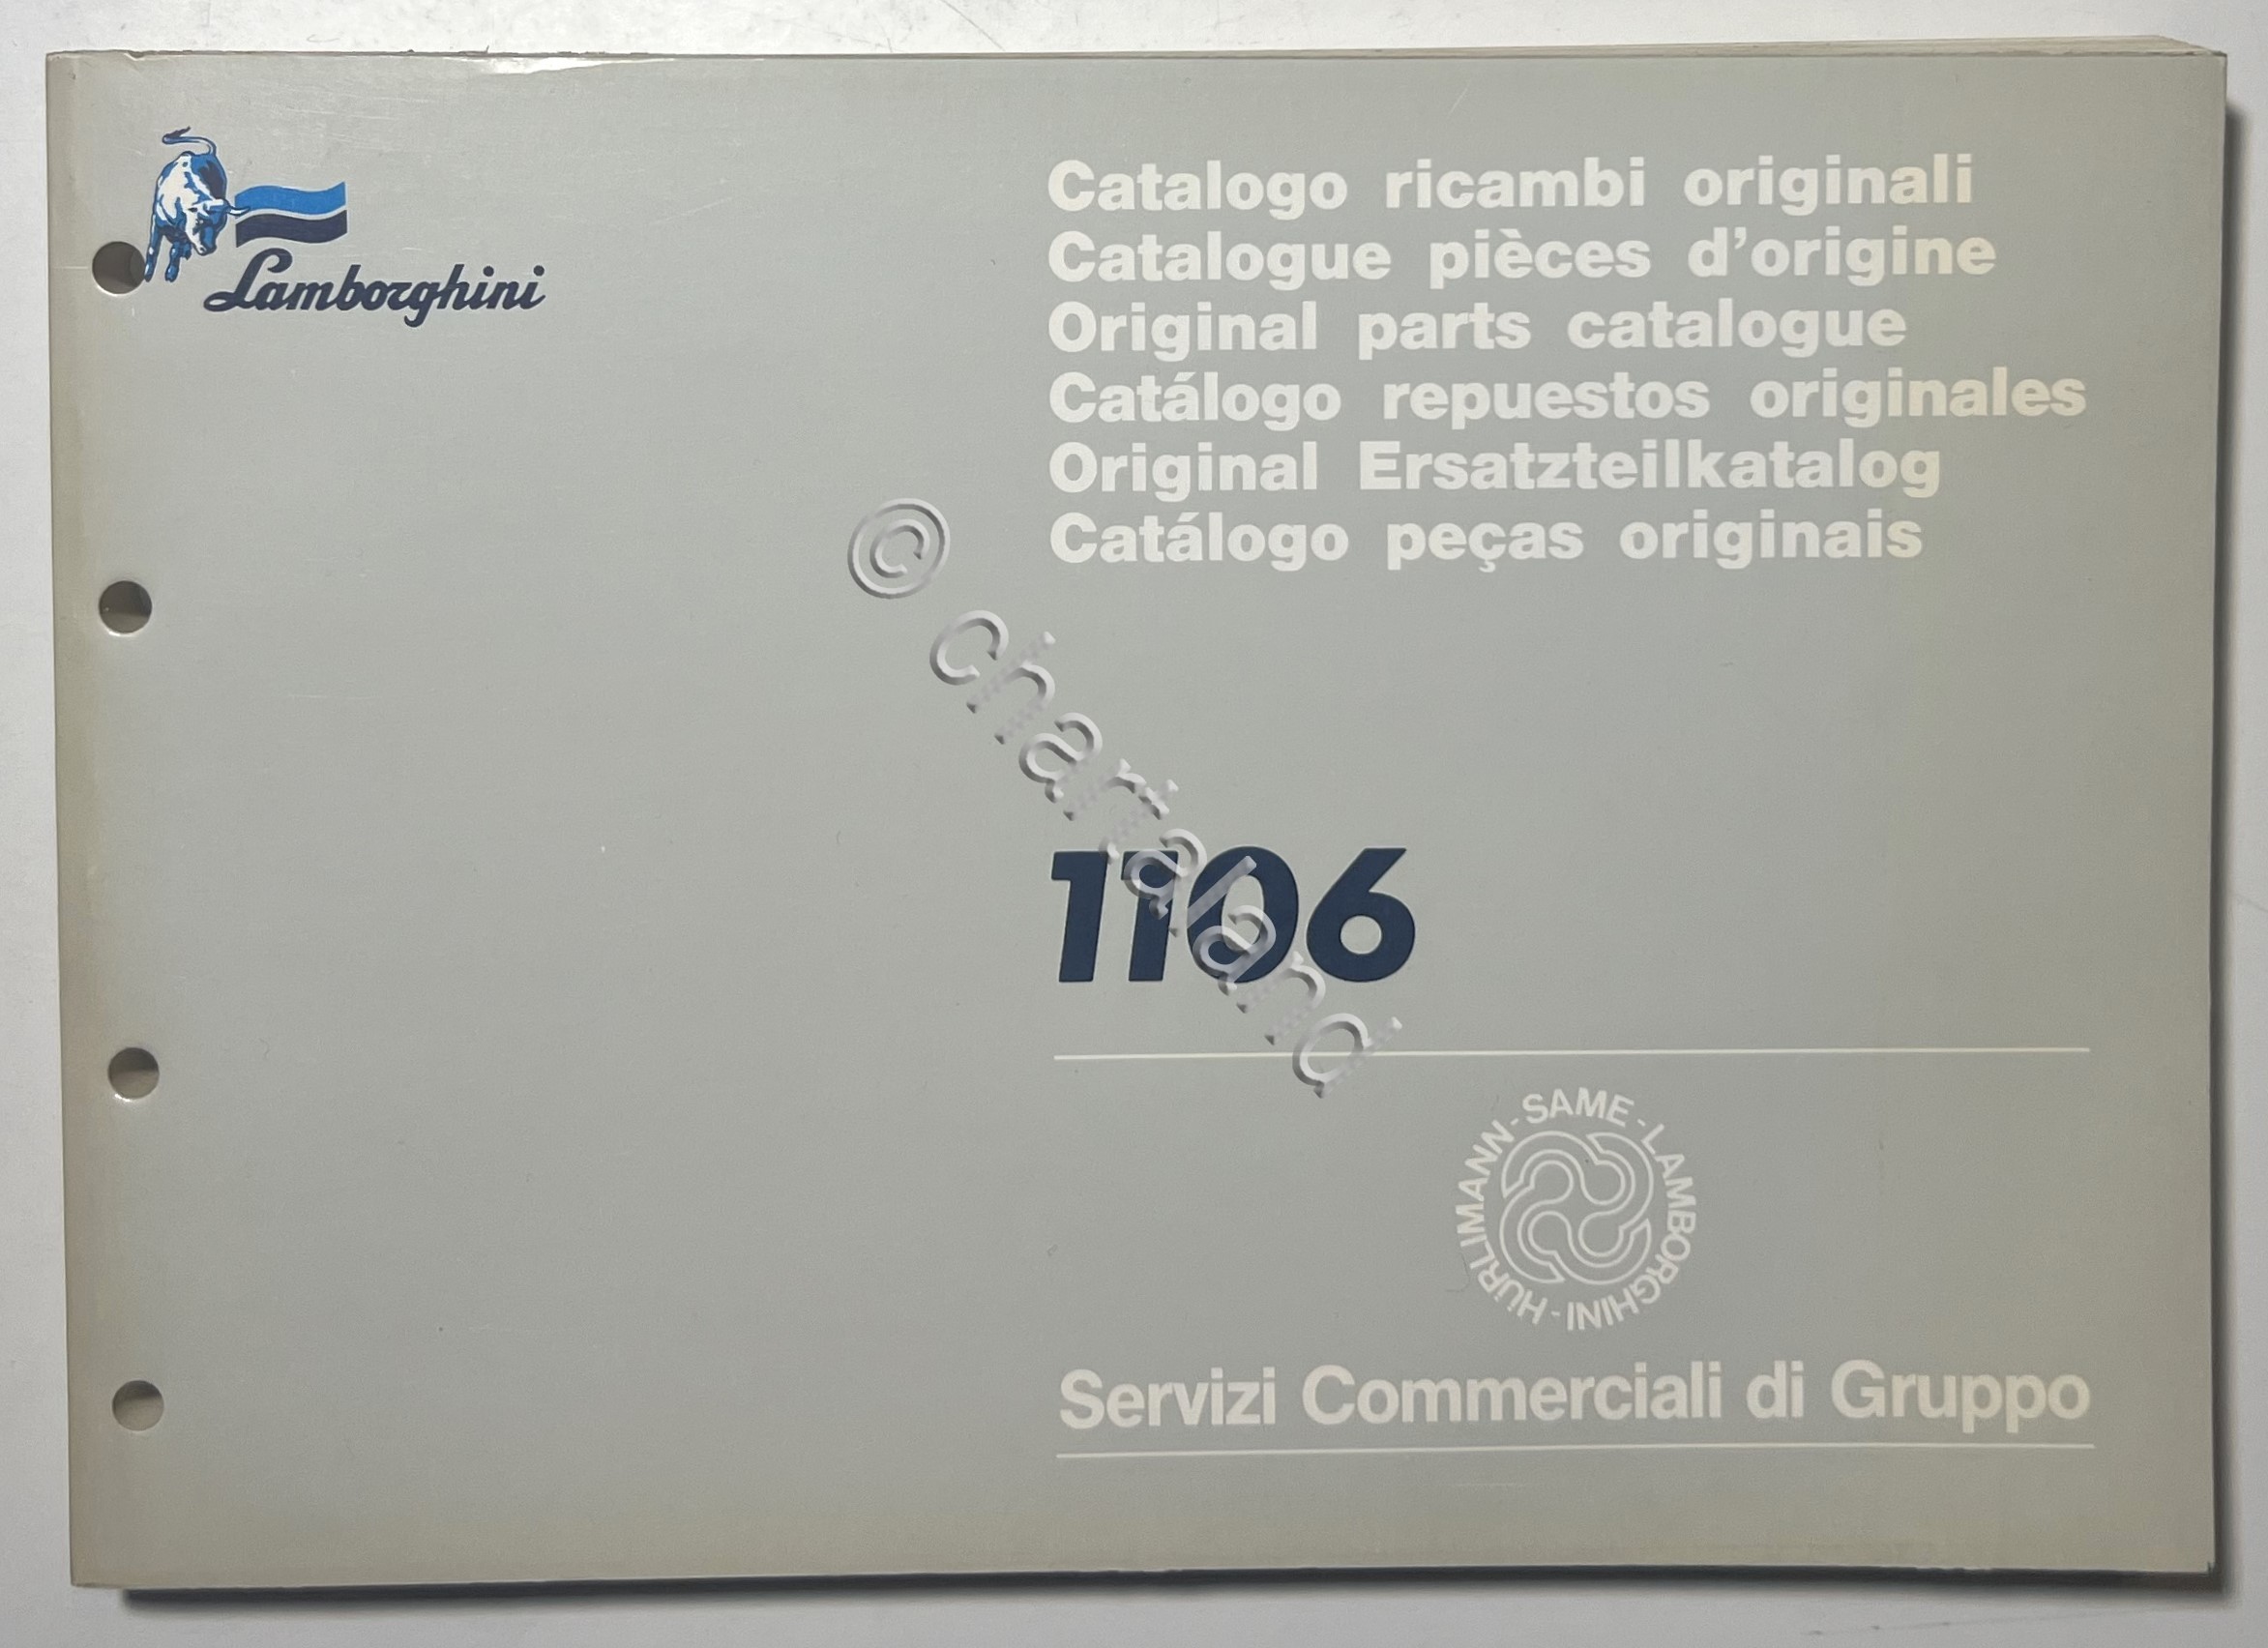 Lamborghini
Catalogo ricambi originali
Catalogue pièces d'origine
Original parts catalogue
Catálogo repuestos originales
Original Ersatzteilkatalog
Catálogo peças originais
© chartaland
1106
SAME - LAMBORGHINI - HÜRLIMANN -
Servizi Commerciali di Gruppo